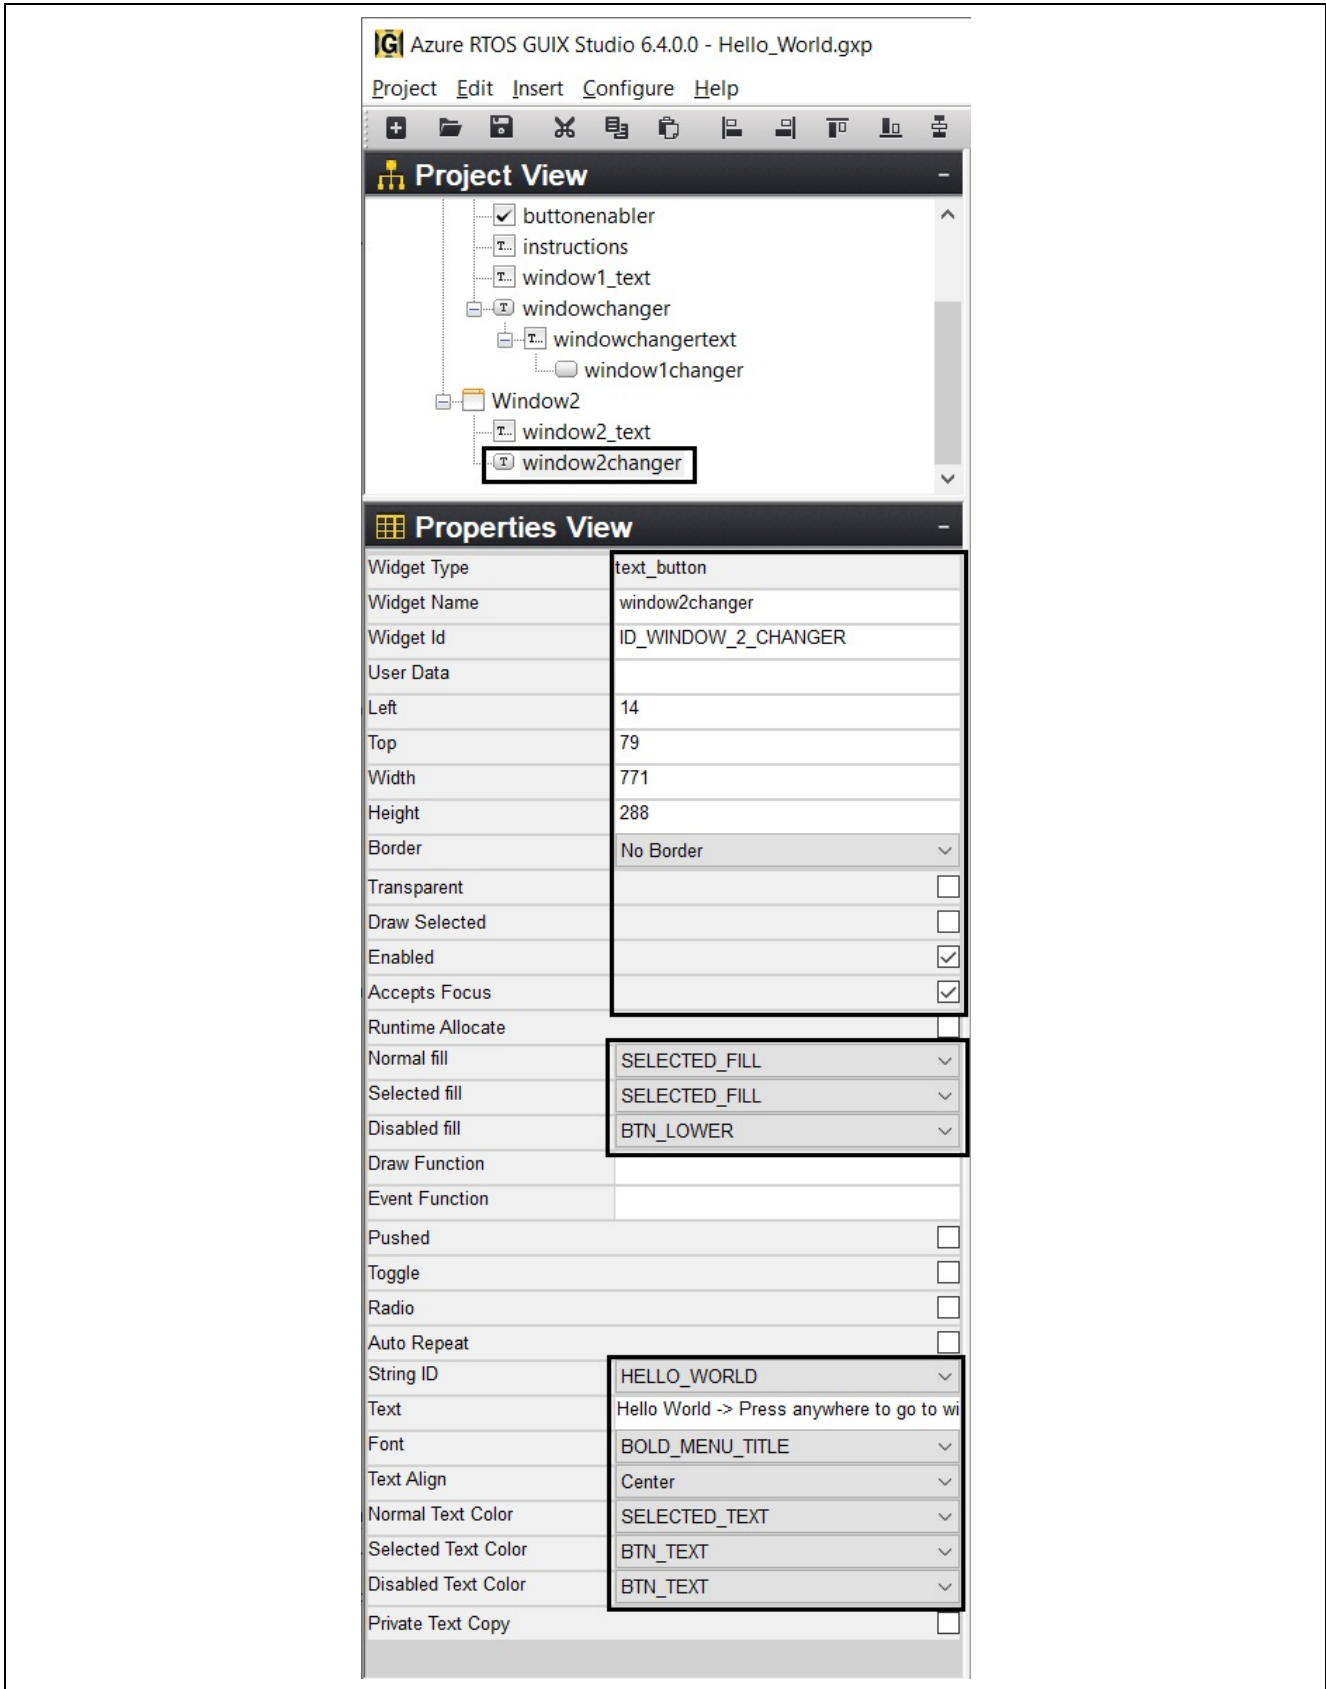 Azure RTOS GUIX Studio 6.4.0.0 - Hello_World.gxp
Project Edit Insert Configure Help
Project View
buttonenabler
instructions
window1_text
windowchanger
windowchangertext
window1changer
Window2
window2_text
window2changer
Properties View
Widget Type text_button
Widget Name window2changer
Widget Id ID_WINDOW_2_CHANGER
User Data
Left 14
Top 79
Width 771
Height 288
Border No Border
Transparent
Draw Selected
Enabled
Accepts Focus
Runtime Allocate
Normal fill SELECTED_FILL
Selected fill SELECTED_FILL
Disabled fill BTN_LOWER
Draw Function
Event Function
Pushed
Toggle
Radio
Auto Repeat
String ID HELLO_WORLD
Text Hello World -> Press anywhere to go to wi
Font BOLD_MENU_TITLE
Text Align Center
Normal Text Color SELECTED_TEXT
Selected Text Color BTN_TEXT
Disabled Text Color BTN_TEXT
Private Text Copy